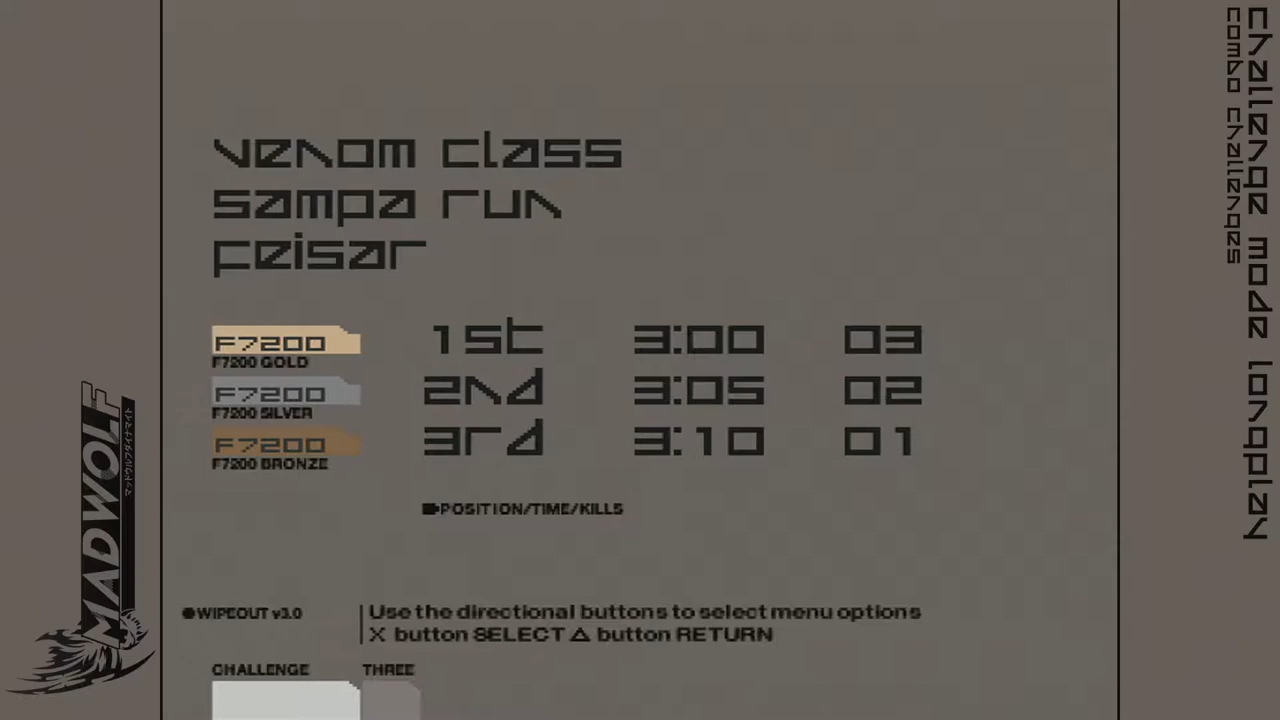 venom class
sampa run
feisar
F7200 1st 3:00 03
F7200 GOLD
F7200 2nd 3:05 02
F7200 SILVER
F7200 3rd 3:10 01
F7200 BRONZE
POSITION/TIME/KILLS
WIPEOUT v3.0
Use the directional buttons to select menu options
X button SELECT △ button RETURN
CHALLENGE THREE
MADWOLF
challenge mode longplay
combo challenges